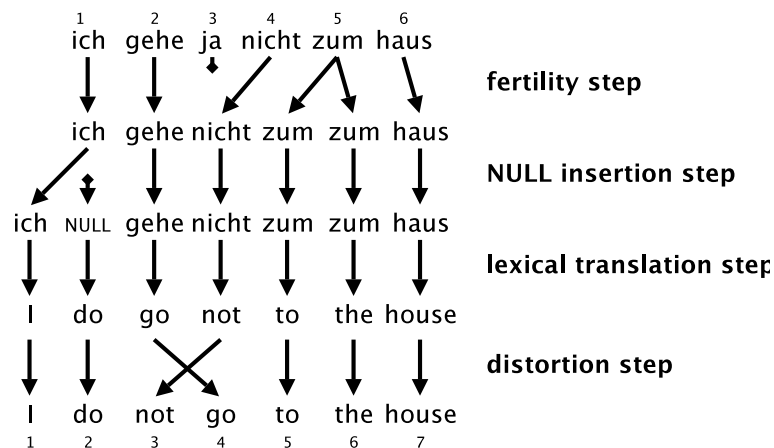 1 2 3 4 5 6
ich gehe ja nicht zum haus
fertility step
ich gehe nicht zum zum haus
NULL insertion step
ich NULL gehe nicht zum zum haus
lexical translation step
I do go not to the house
distortion step
I do not go to the house
1 2 3 4 5 6 7